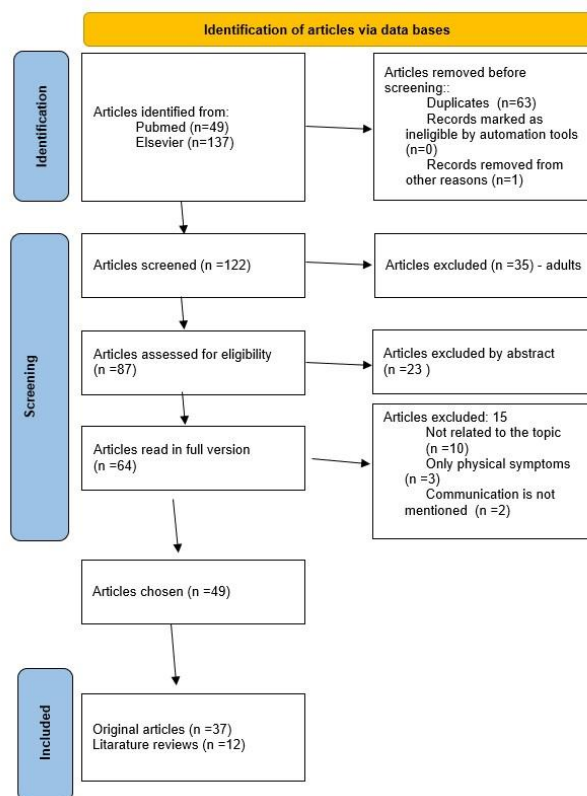 Identification of articles via data bases
Identification
Articles identified from:
Pubmed (n=49)
Elsevier (n=137)
Articles removed before
screening::
Duplicates (n=63)
Records marked as
ineligible by automation tools
(n=0)
Records removed from
other reasons (n=1)
Screening
Articles screened (n =122)
Articles excluded (n =35) - adults
Articles assessed for eligibility
(n =87)
Articles excluded by abstract
(n =23 )
Articles read in full version
(n =64)
Articles excluded: 15
Not related to the topic
(n =10)
Only physical symptoms
(n =3)
Communication is not
mentioned (n =2)
Articles chosen (n =49)
Included
Original articles (n =37)
Litarature reviews (n =12)